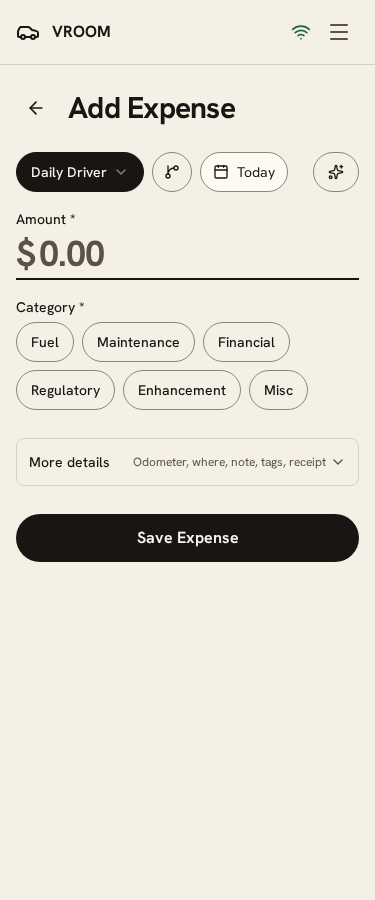 VROOM
Add Expense
Daily Driver
Today
Amount *
$ 0.00
Category *
Fuel
Maintenance
Financial
Regulatory
Enhancement
Misc
More details
Odometer, where, note, tags, receipt
Save Expense